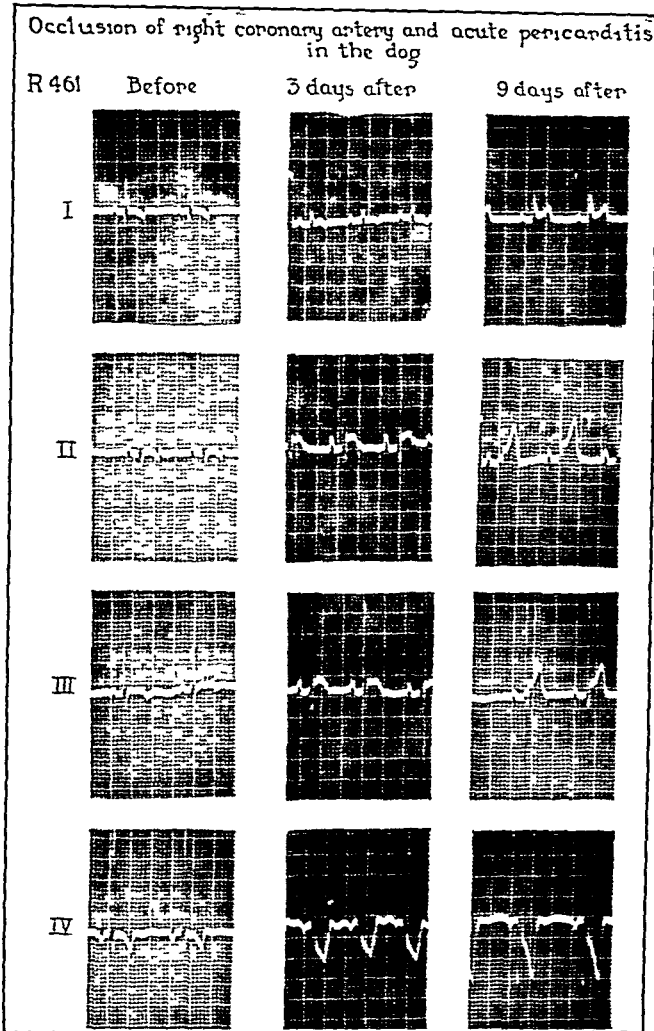 Occlusion of right coronary artery and acute pericarditis
in the dog
R 461 Before 3 days after 9 days after
I
II
III
IV